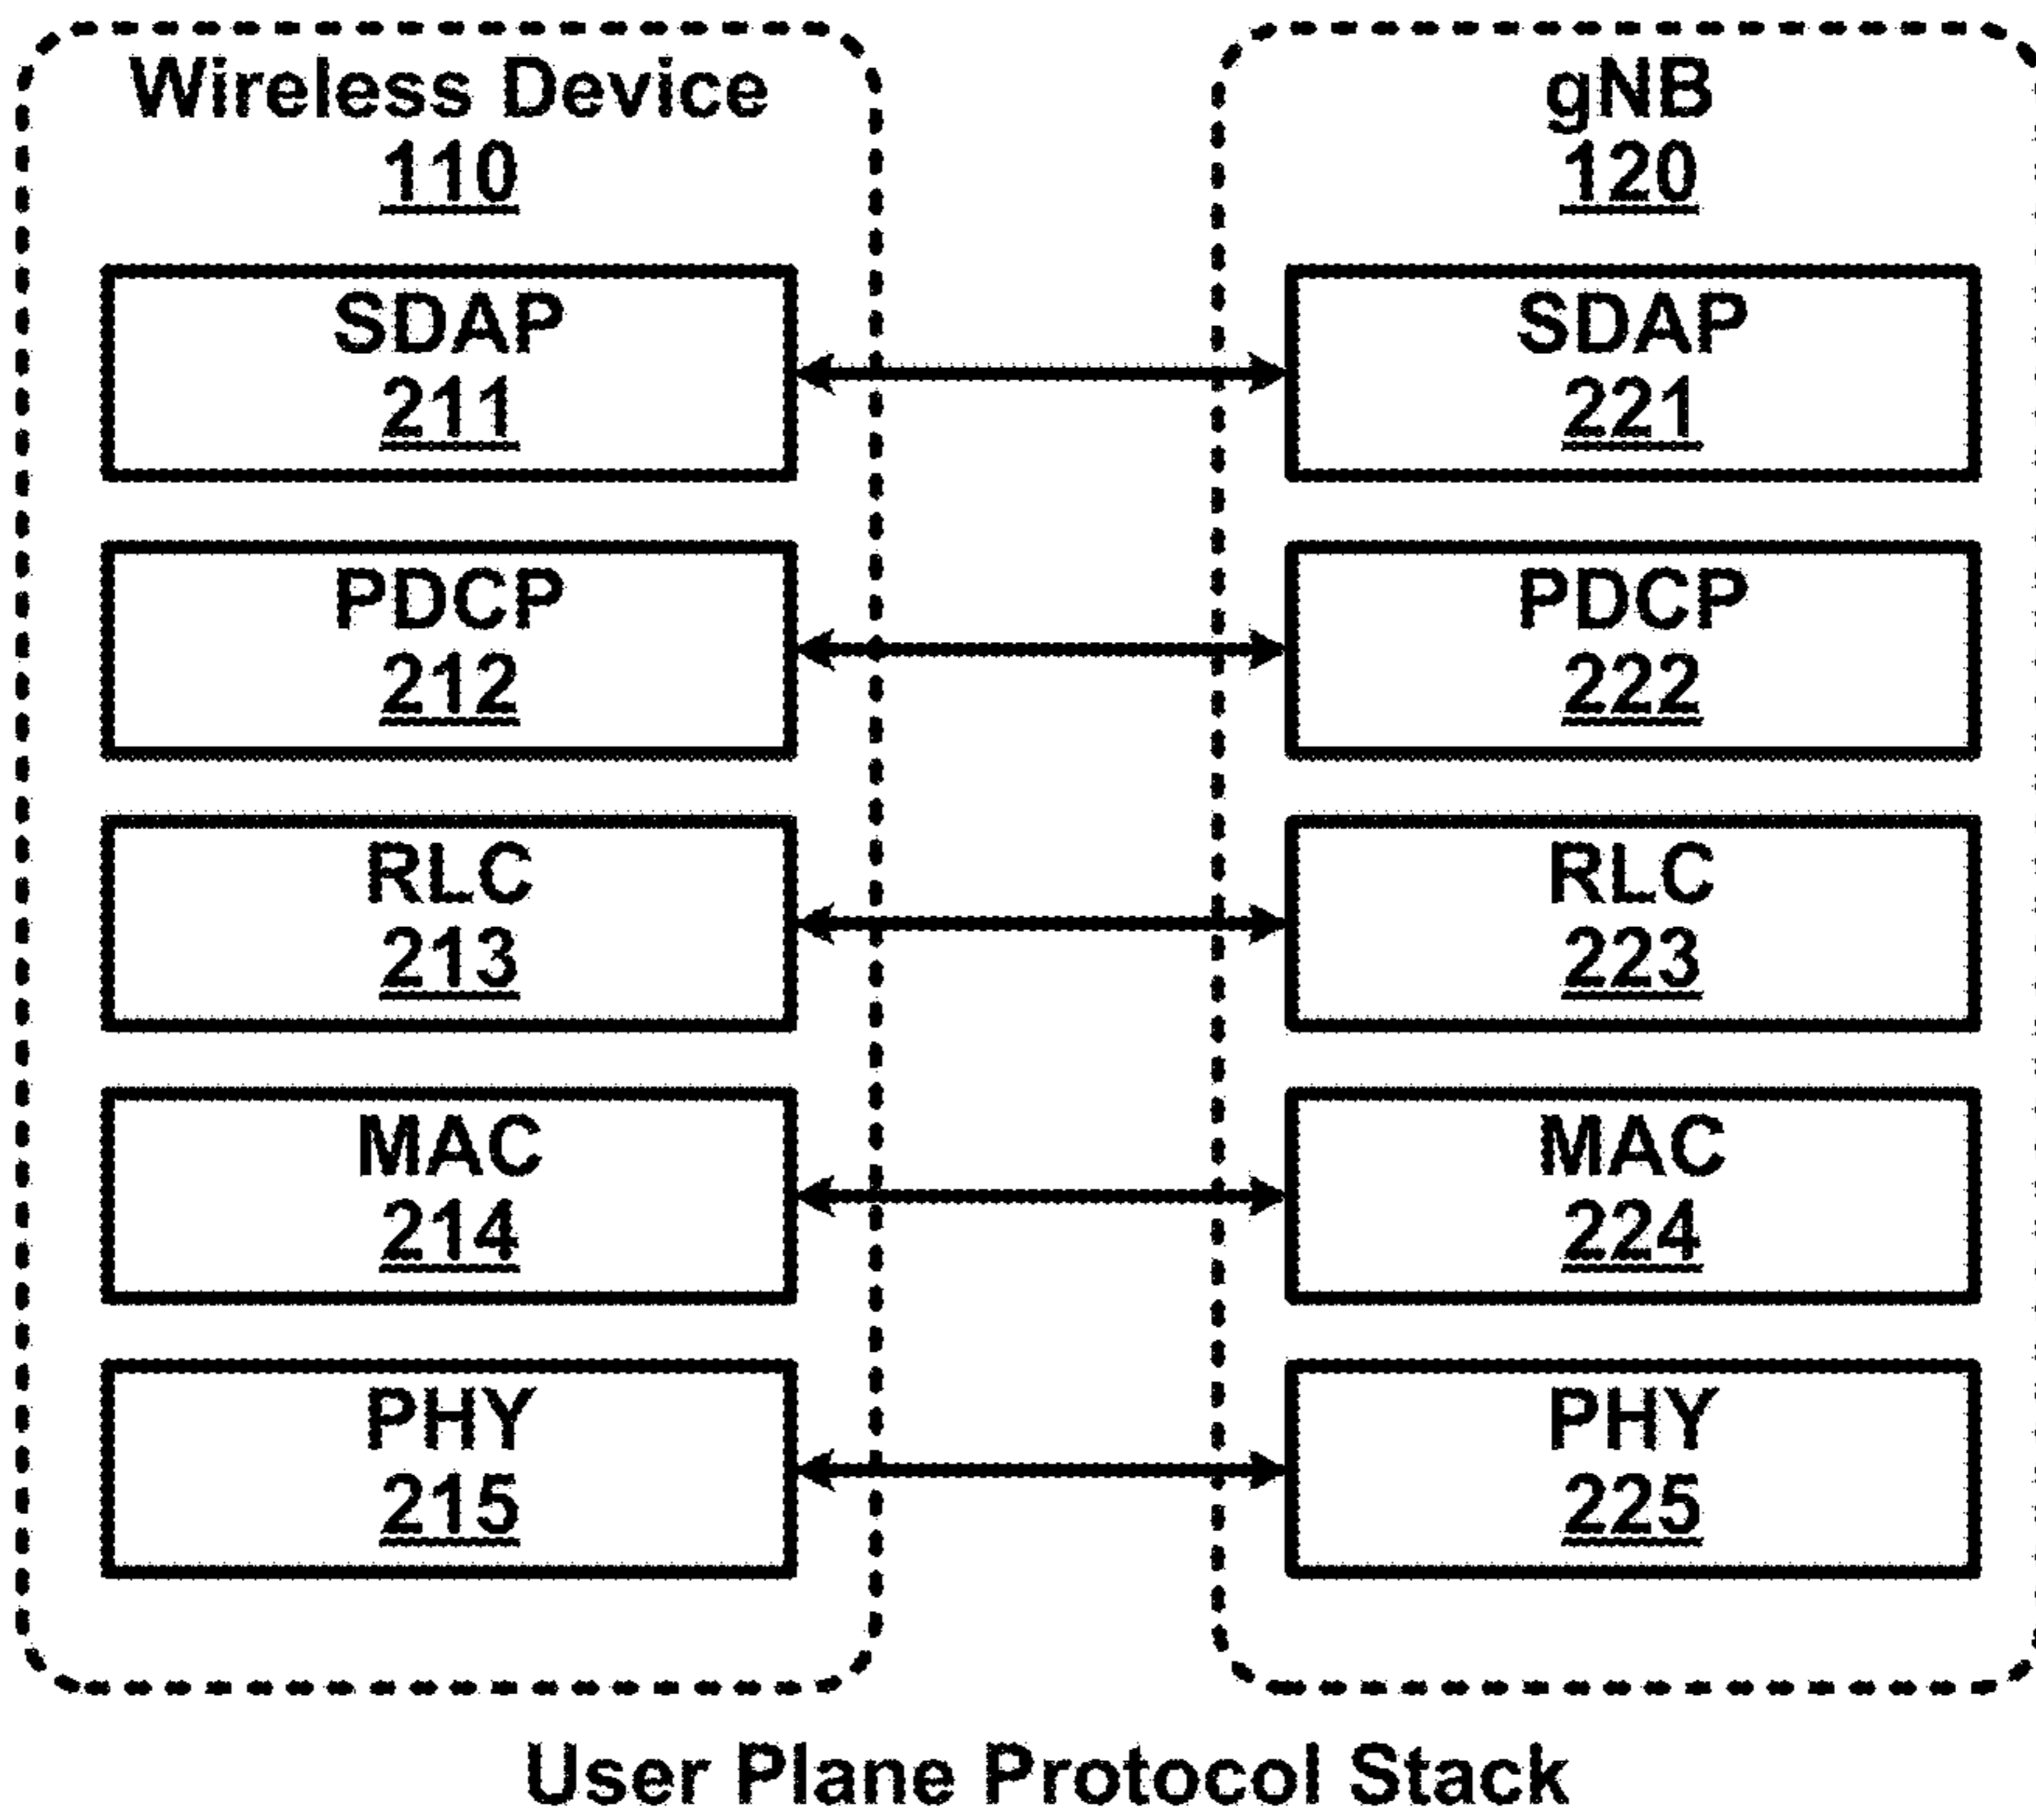 Wireless Device
110
SDAP
211
PDCP
212
RLC
213
MAC
214
PHY
215
gNB
120
SDAP
221
PDCP
222
RLC
223
MAC
224
PHY
225
User Plane Protocol Stack